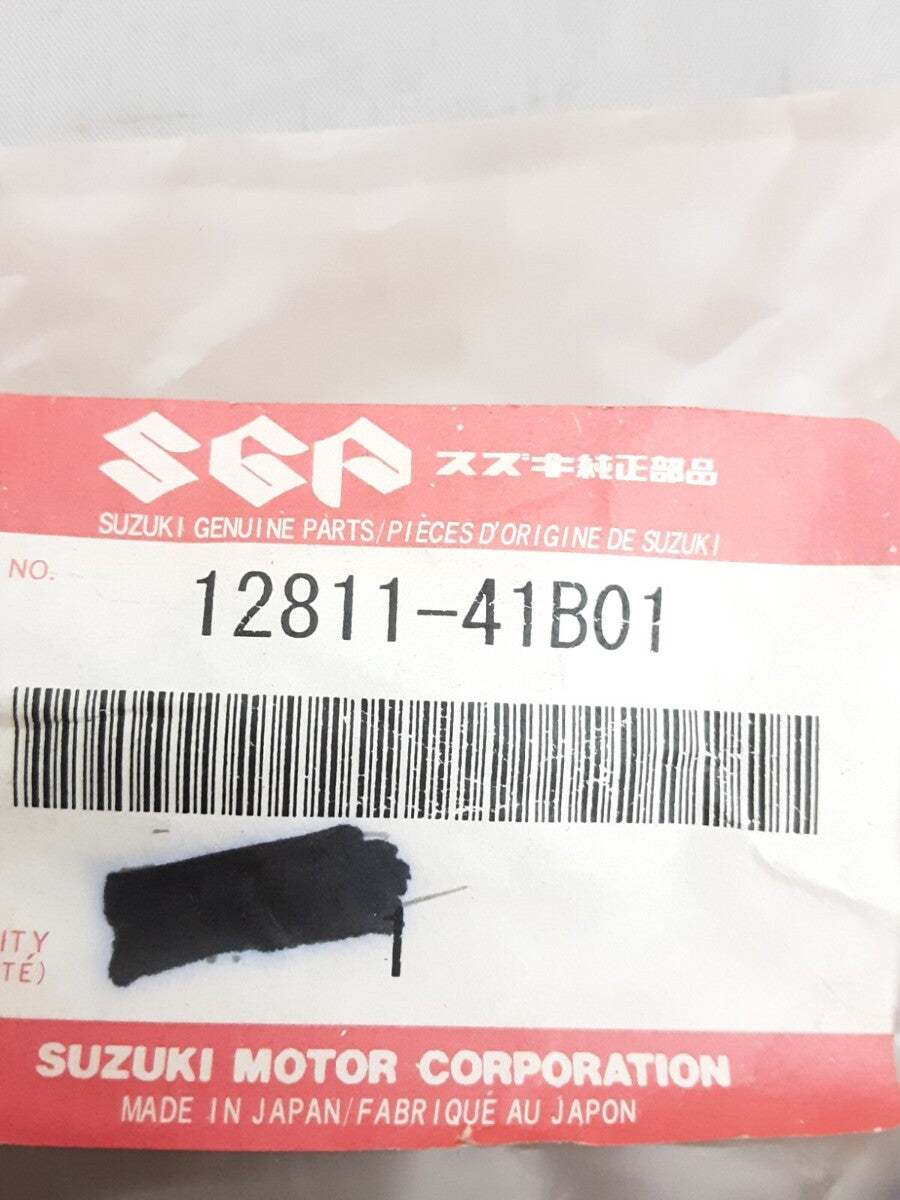 SGP スズキ純正部品
SUZUKI GENUINE PARTS/PIÈCES D'ORIGINE DE SUZUKI
NO.
12811-41B01
ITY
TÉ)
1
SUZUKI MOTOR CORPORATION
MADE IN JAPAN/FABRIQUÉ AU JAPON